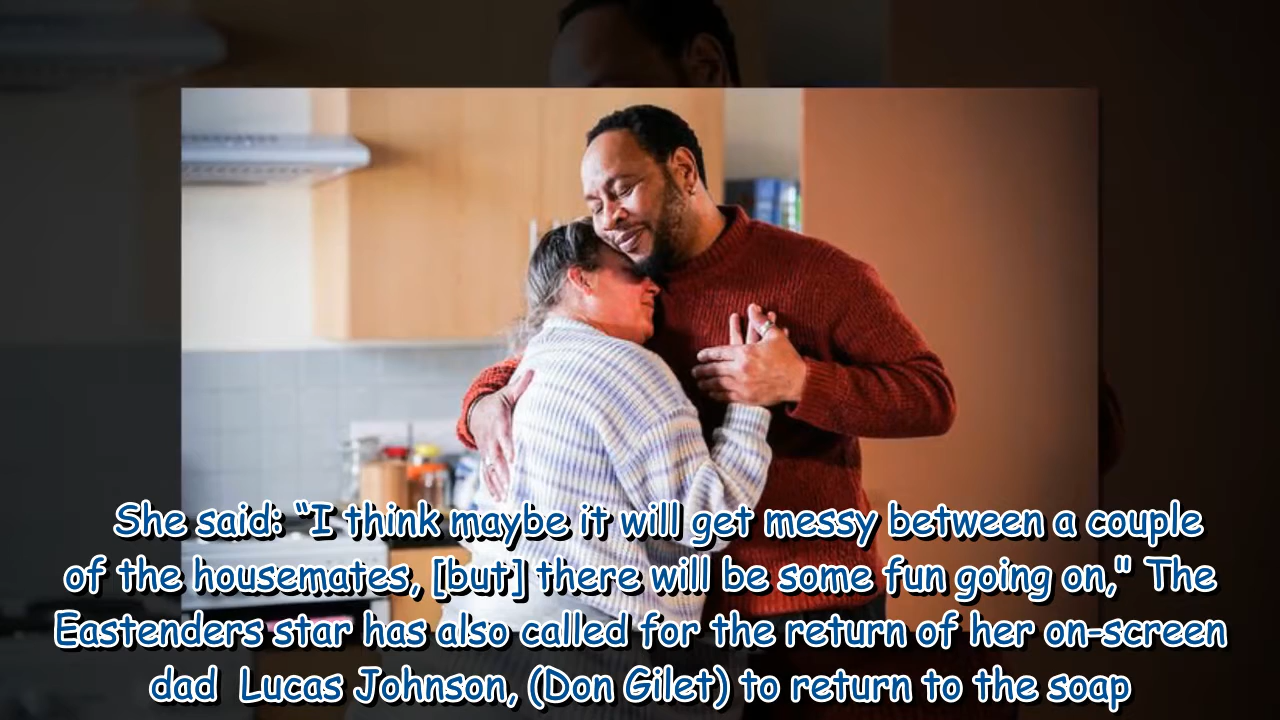 She said: “I think maybe it will get messy between a couple
of the housemates, [but] there will be some fun going on," The
Eastenders star has also called for the return of her on-screen
dad  Lucas Johnson, (Don Gilet) to return to the soap